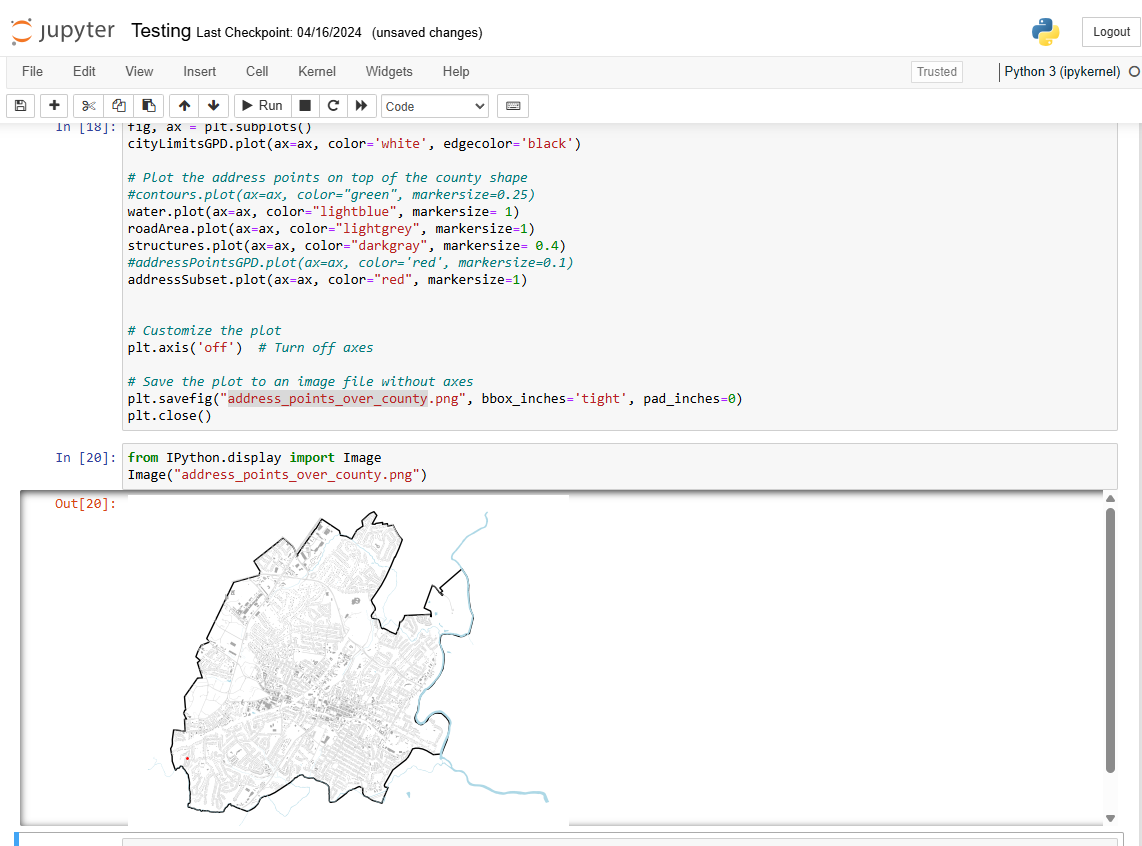 jupyter Testing Last Checkpoint: 04/16/2024 (unsaved changes) Logout
File Edit View Insert Cell Kernel Widgets Help Trusted Python 3 (ipykernel)
Run Code
In [18]: fig, ax = plt.subplots()
cityLimitsGPD.plot(ax=ax, color='white', edgecolor='black')
# Plot the address points on top of the county shape
#contours.plot(ax=ax, color="green", markersize=0.25)
water.plot(ax=ax, color="lightblue", markersize= 1)
roadArea.plot(ax=ax, color="lightgrey", markersize=1)
structures.plot(ax=ax, color="darkgray", markersize= 0.4)
#addressPointsGPD.plot(ax=ax, color='red', markersize=0.1)
addressSubset.plot(ax=ax, color="red", markersize=1)
# Customize the plot
plt.axis('off')  # Turn off axes
# Save the plot to an image file without axes
plt.savefig("address_points_over_county.png", bbox_inches='tight', pad_inches=0)
plt.close()
In [20]: from IPython.display import Image
Image("address_points_over_county.png")
Out[20]: